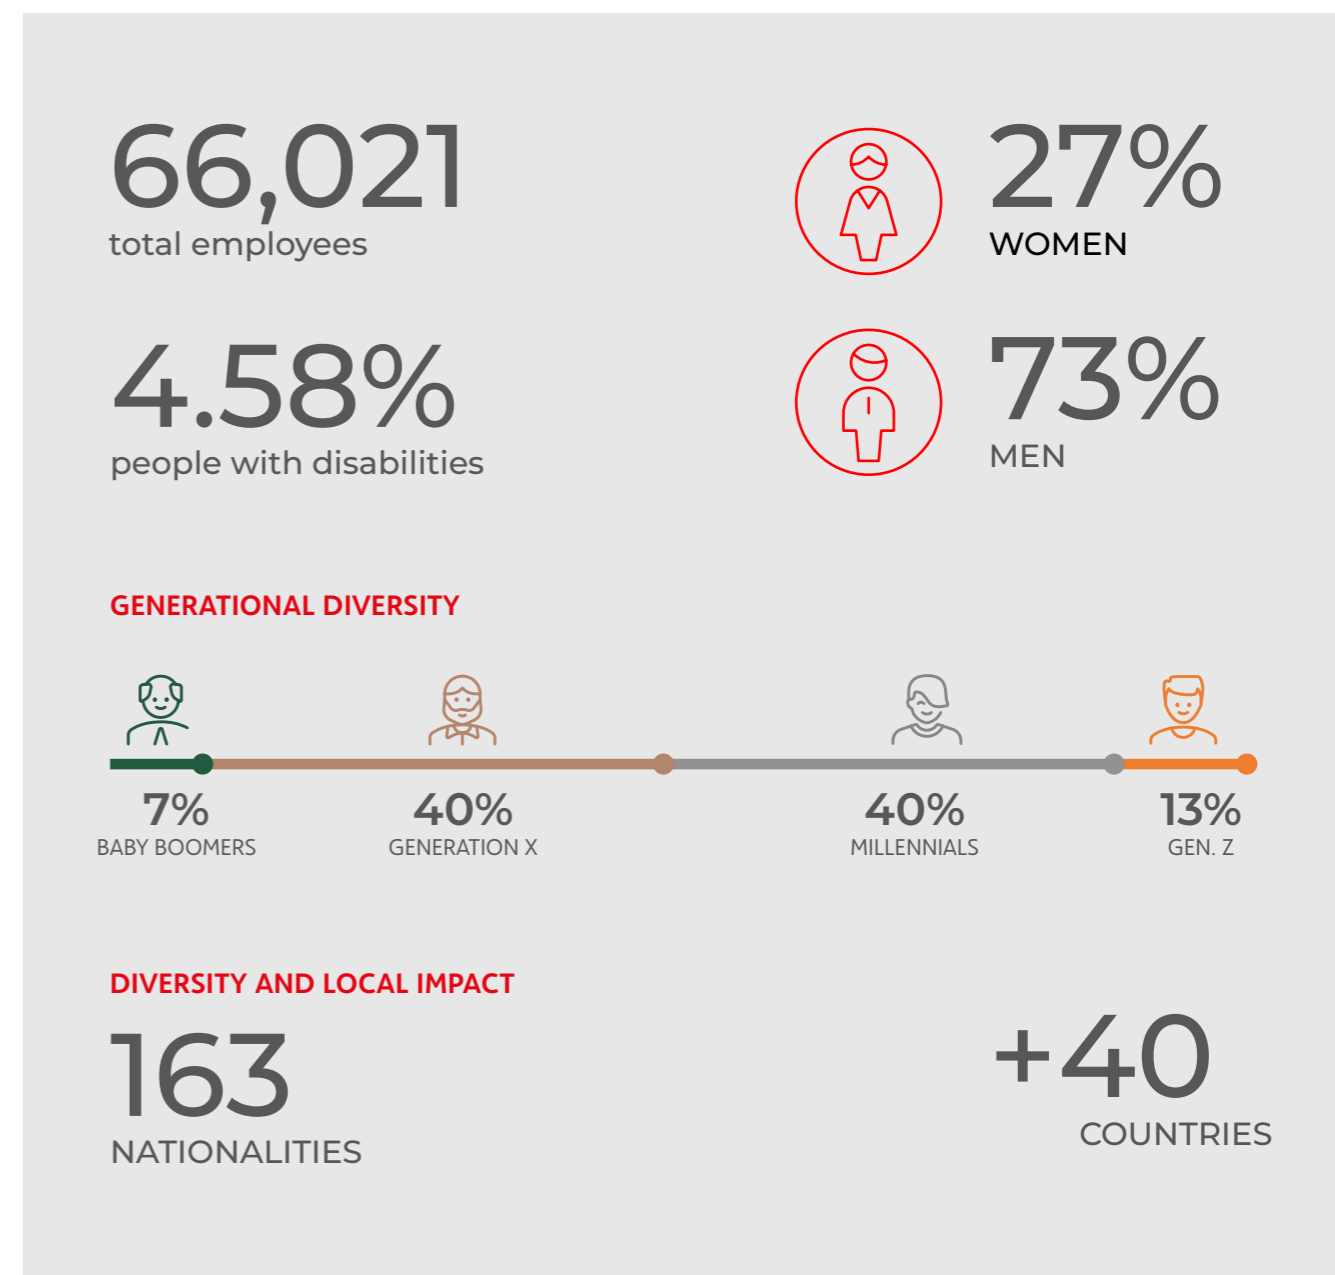 66,021
total employees
27%
WOMEN
4.58%
people with disabilities
73%
MEN
GENERATIONAL DIVERSITY
7%
BABY BOOMERS
40%
GENERATION X
40%
MILLENNIALS
13%
GEN. Z
DIVERSITY AND LOCAL IMPACT
163
NATIONALITIES
+40
COUNTRIES